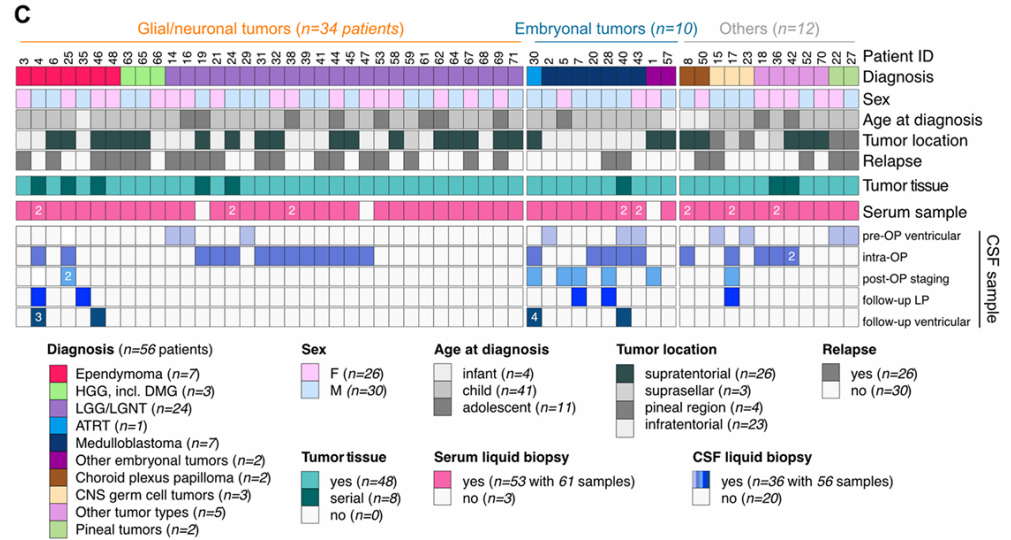 C
Glial/neuronal tumors (n=34 patients)
Embryonal tumors (n=10)
Others (n=12)
3 4 6 25 46 48 63 65 66 14 16 19 21 24 29 31 32 38 44 45 47 53 58 59 61 62 67 68 69 71
30 2 5 7 20 28 40 43 1 57
8 50 15 17 23 18 36 42 52 70 22 27
Patient ID
Diagnosis
Sex
Age at diagnosis
Tumor location
Relapse
Tumor tissue
2 2 2 2 2 2 2 2 Serum sample
pre-OP ventricular
2 intra-OP
2 post-OP staging
follow-up LP
3 4 follow-up ventricular
CSF sample
Diagnosis (n=56 patients)
Ependymoma (n=7)
HGG, incl. DMG (n=3)
LGG/LGNT (n=24)
ATRT (n=1)
Medulloblastoma (n=7)
Other embryonal tumors (n=2)
Choroid plexus papilloma (n=2)
CNS germ cell tumors (n=3)
Other tumor types (n=5)
Pineal tumors (n=2)
Sex
F (n=26)
M (n=30)
Age at diagnosis
infant (n=4)
child (n=41)
adolescent (n=11)
Tumor location
supratentorial (n=26)
suprasellar (n=3)
pineal region (n=4)
infratentorial (n=23)
Relapse
yes (n=26)
no (n=30)
Tumor tissue
yes (n=48)
serial (n=8)
no (n=0)
Serum liquid biopsy
yes (n=53 with 61 samples)
no (n=3)
CSF liquid biopsy
yes (n=36 with 56 samples)
no (n=20)